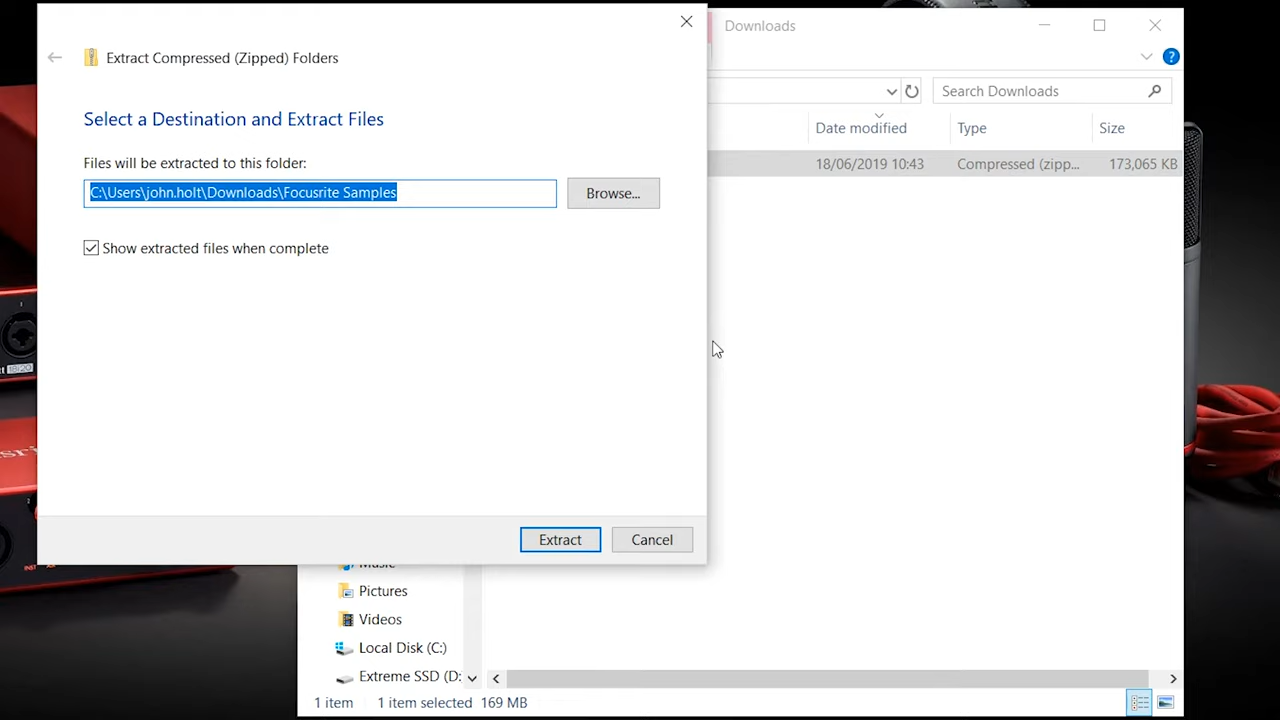 Extract Compressed (Zipped) Folders
Select a Destination and Extract Files
Files will be extracted to this folder:
C:\Users\john.holt\Downloads\Focusrite Samples
Browse...
Show extracted files when complete
Extract
Cancel
Downloads
?
Search Downloads
Date modified
Type
Size
18/06/2019 10:43
Compressed (zipp...
173,065 KB
Music
Pictures
Videos
Local Disk (C:)
Extreme SSD (D:
1 item
1 item selected
169 MB